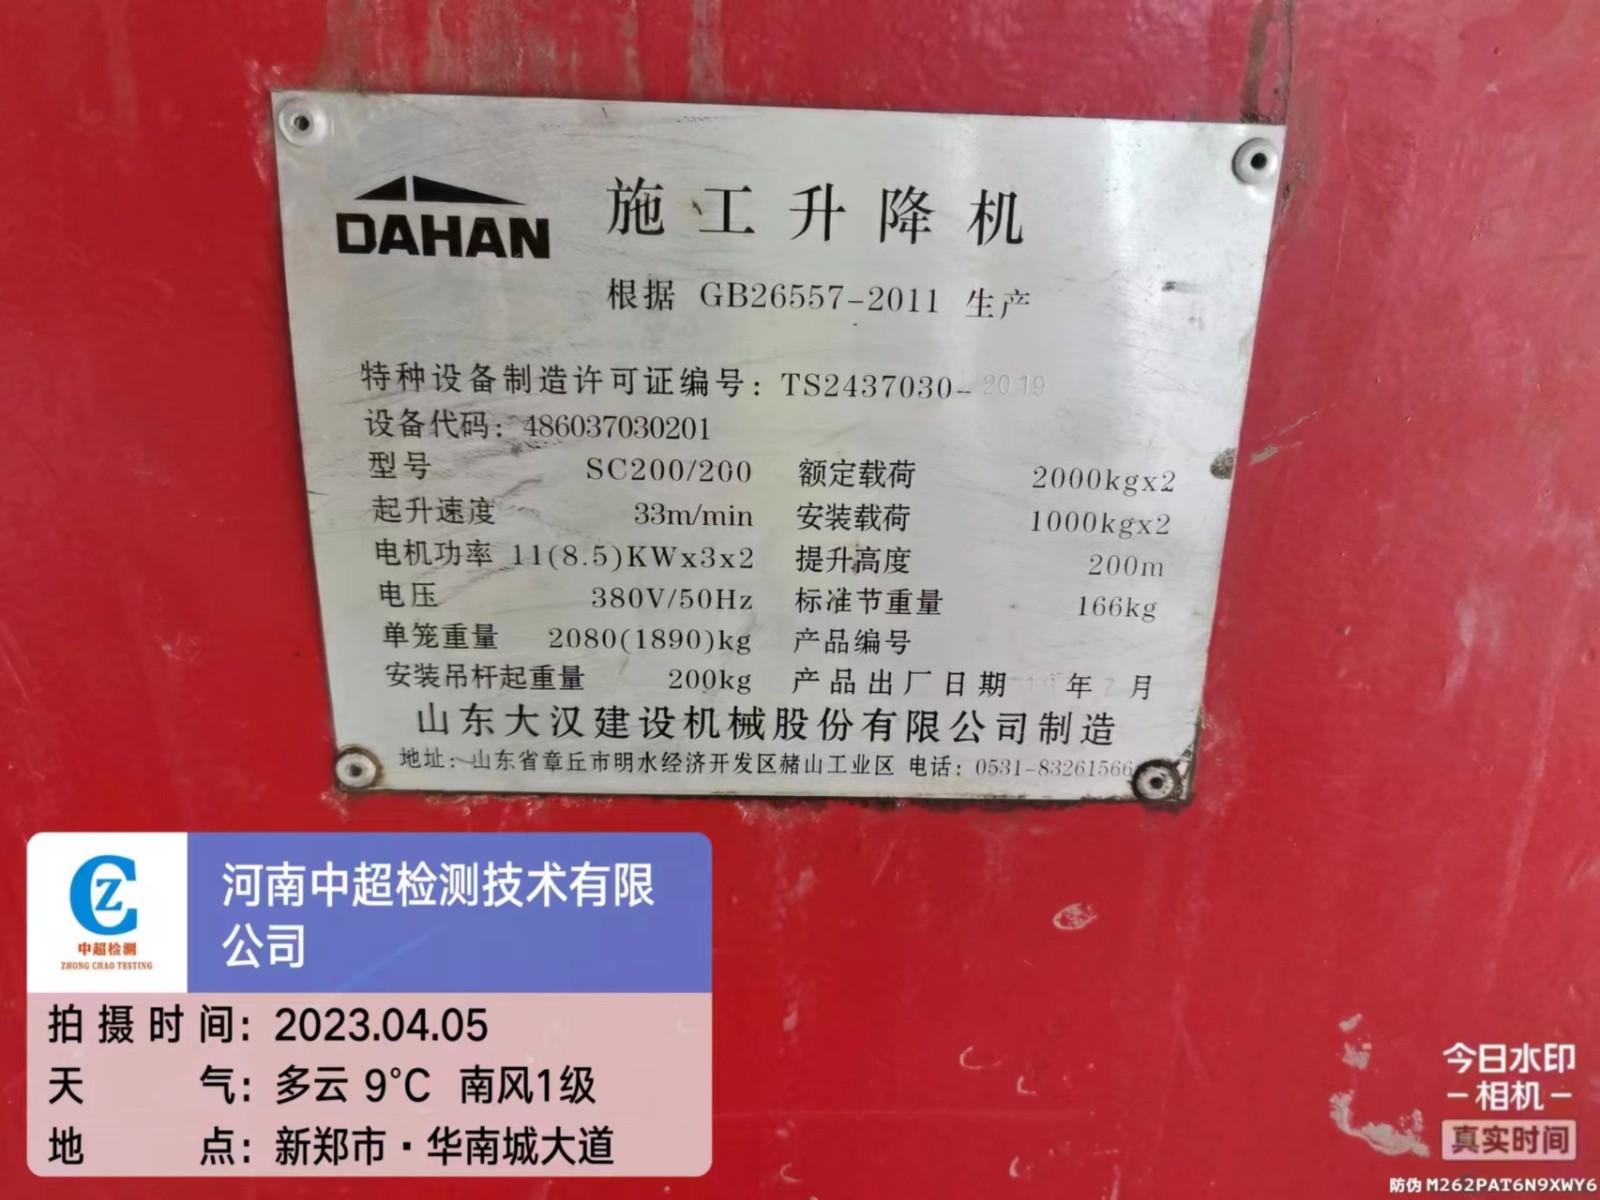 DAHAN
施工升降机
根据 GB26557-2011 生产
特种设备制造许可证编号：TS2437030-2019
设备代码：486037030201
型号 SC200/200 额定载荷 2000kgx2
起升速度 33m/min 安装载荷 1000kgx2
电机功率 11(8.5)KWx3x2 提升高度 200m
电压 380V/50Hz 标准节重量 166kg
单笼重量 2080(1890)kg 产品编号
安装吊杆起重量 200kg 产品出厂日期 年 月
山东大汉建设机械股份有限公司制造
地址：山东省章丘市明水经济开发区赭山工业区 电话：0531-83261566
CZ
中超检测
ZHONG CHAO TESTING
河南中超检测技术有限
公司
拍摄时间：2023.04.05
天气：多云 9℃ 南风1级
地点：新郑市·华南城大道
今日水印
-相机-
真实时间
防伪 M262PAT6N9XWY6